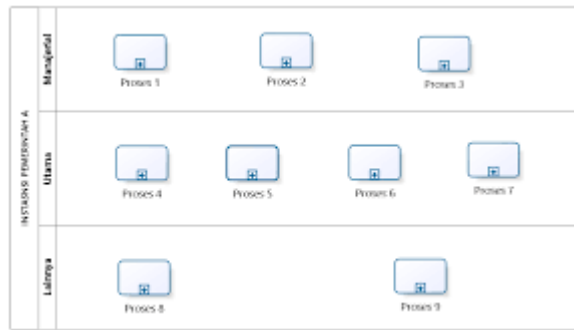 INSTASNSI PEMERINTAH A
Manajerial
Proses 1
Proses 2
Proses 3
Utama
Proses 4
Proses 5
Proses 6
Proses 7
Lainnya
Proses 8
Proses 9